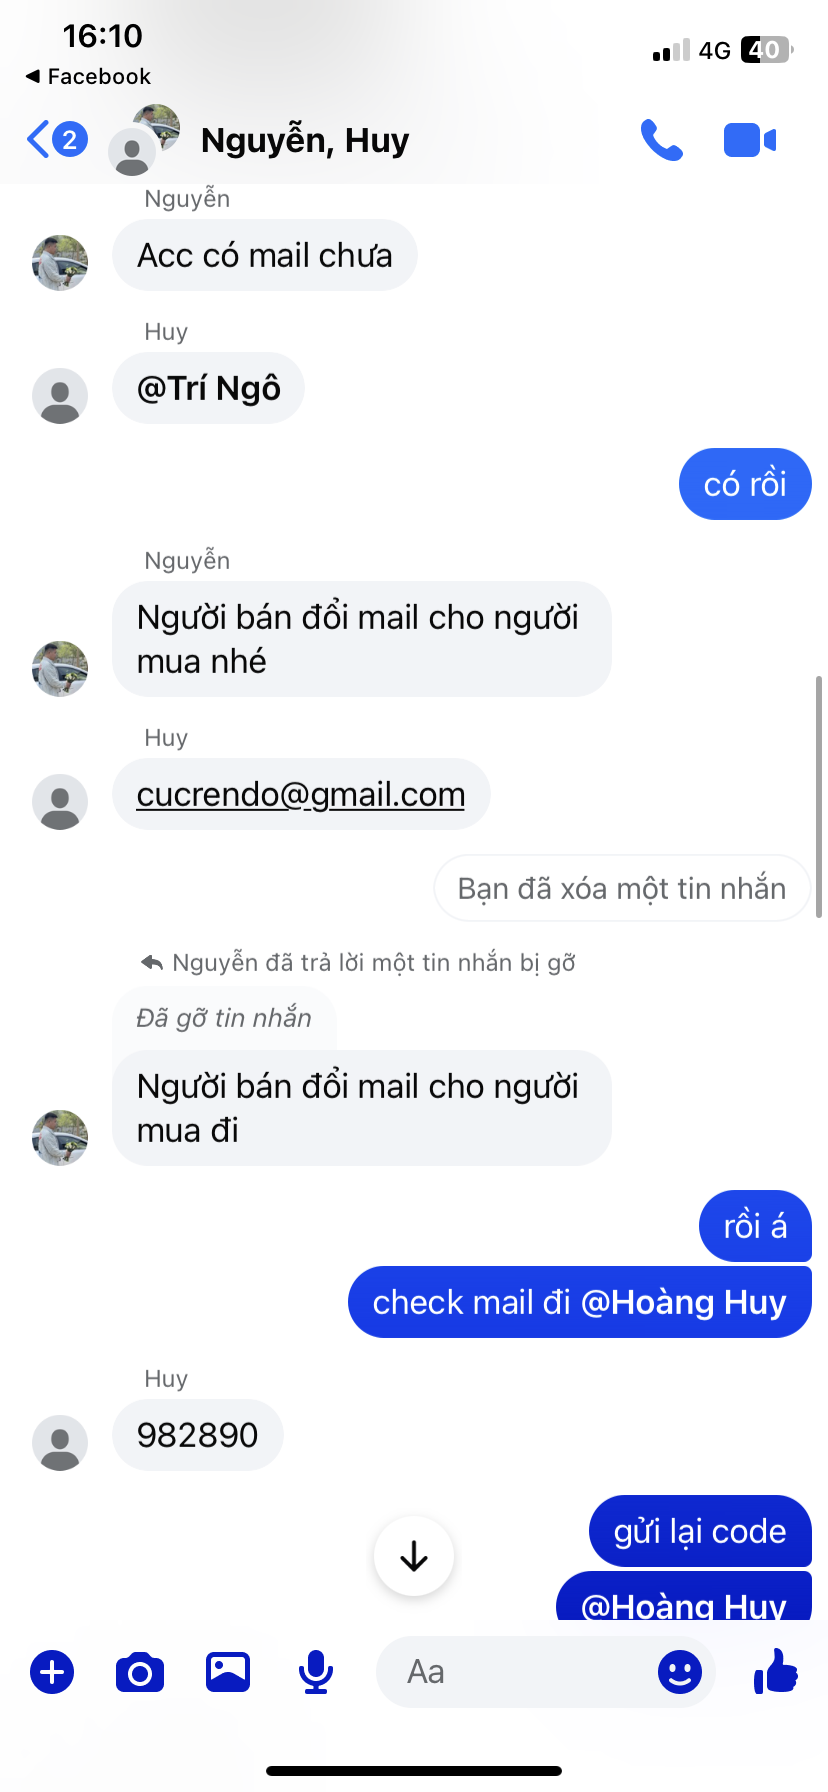 16:10
4G 40
Facebook
2
Nguyễn, Huy
Nguyễn
Acc có mail chưa
Huy
@Trí Ngô
có rồi
Nguyễn
Người bán đổi mail cho người
mua nhé
Huy
cucrendo@gmail.com
Bạn đã xóa một tin nhắn
Nguyễn đã trả lời một tin nhắn bị gỡ
Đã gỡ tin nhắn
Người bán đổi mail cho người
mua đi
rồi á
check mail đi @Hoàng Huy
Huy
982890
gửi lại code
@Hoàng Huy
Aa